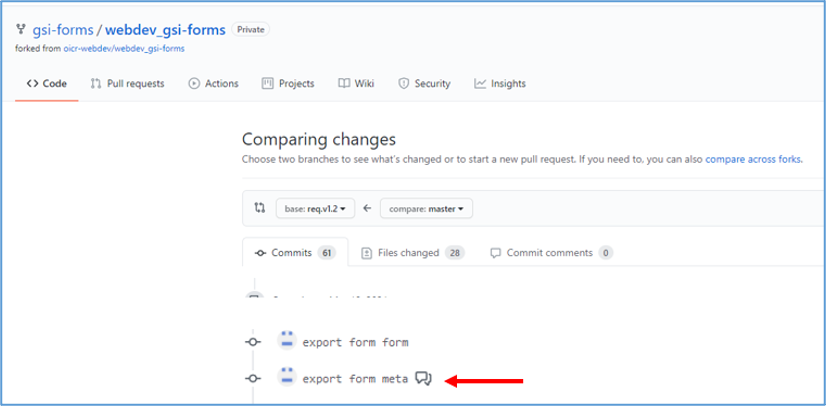 gsi-forms / webdev_gsi-forms Private
forked from oicr-webdev/webdev_gsi-forms
Code Pull requests Actions Projects Wiki Security Insights
Comparing changes
Choose two branches to see what's changed or to start a new pull request. If you need to, you can also compare across forks.
base: req.v1.2 compare: master
Commits 61 Files changed 28 Commit comments 0
export form form
export form meta